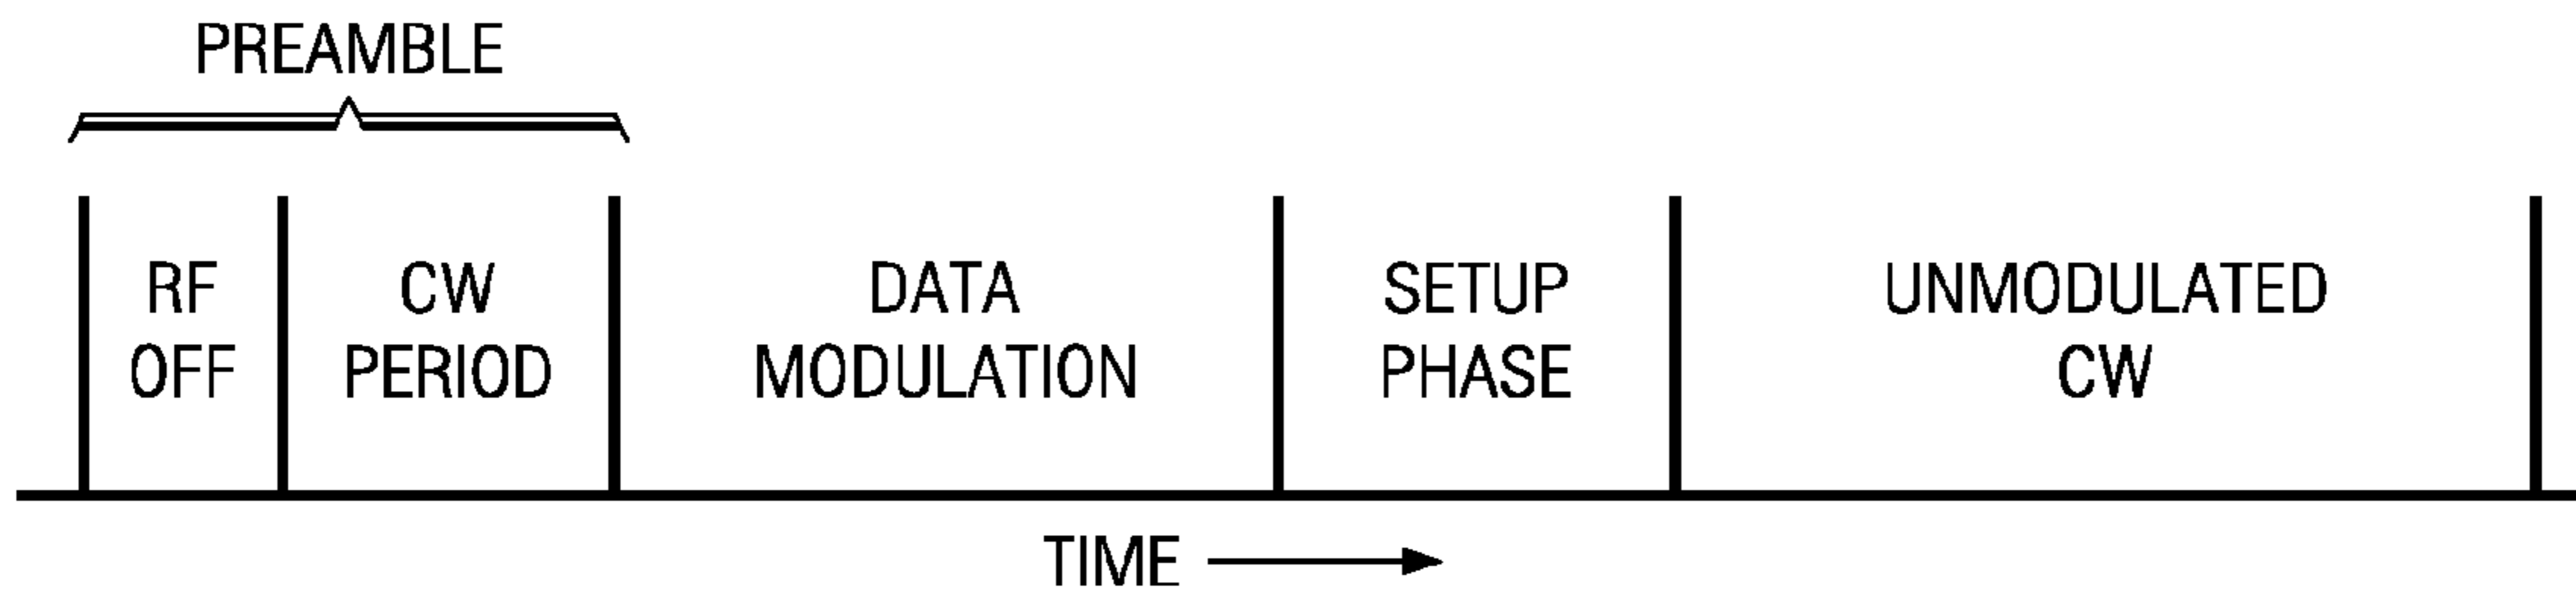 PREAMBLE
RF
OFF
CW
PERIOD
DATA
MODULATION
SETUP
PHASE
UNMODULATED
CW
TIME